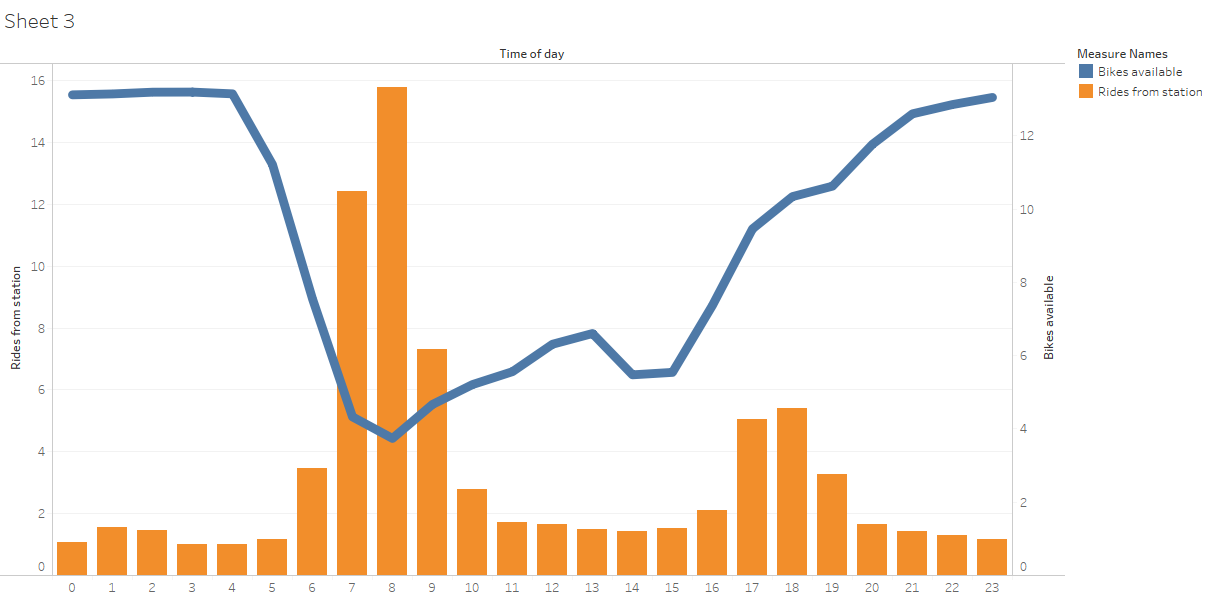 Sheet 3
Time of day
Measure Names
Bikes available
Rides from station
16
14
12
10
8
6
4
2
0
Rides from station
12
10
8
6
4
2
0
Bikes available
0 1 2 3 4 5 6 7 8 9 10 11 12 13 14 15 16 17 18 19 20 21 22 23